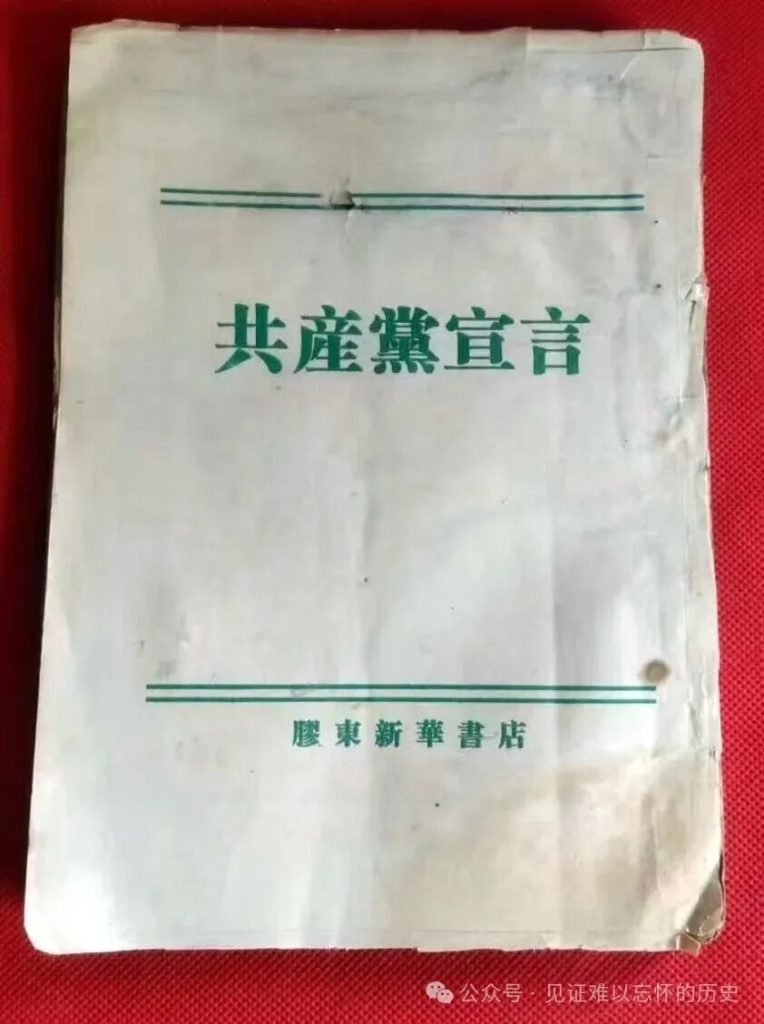 共産黨宣言
膠東新華書店
公众号 · 见证难以忘怀的历史